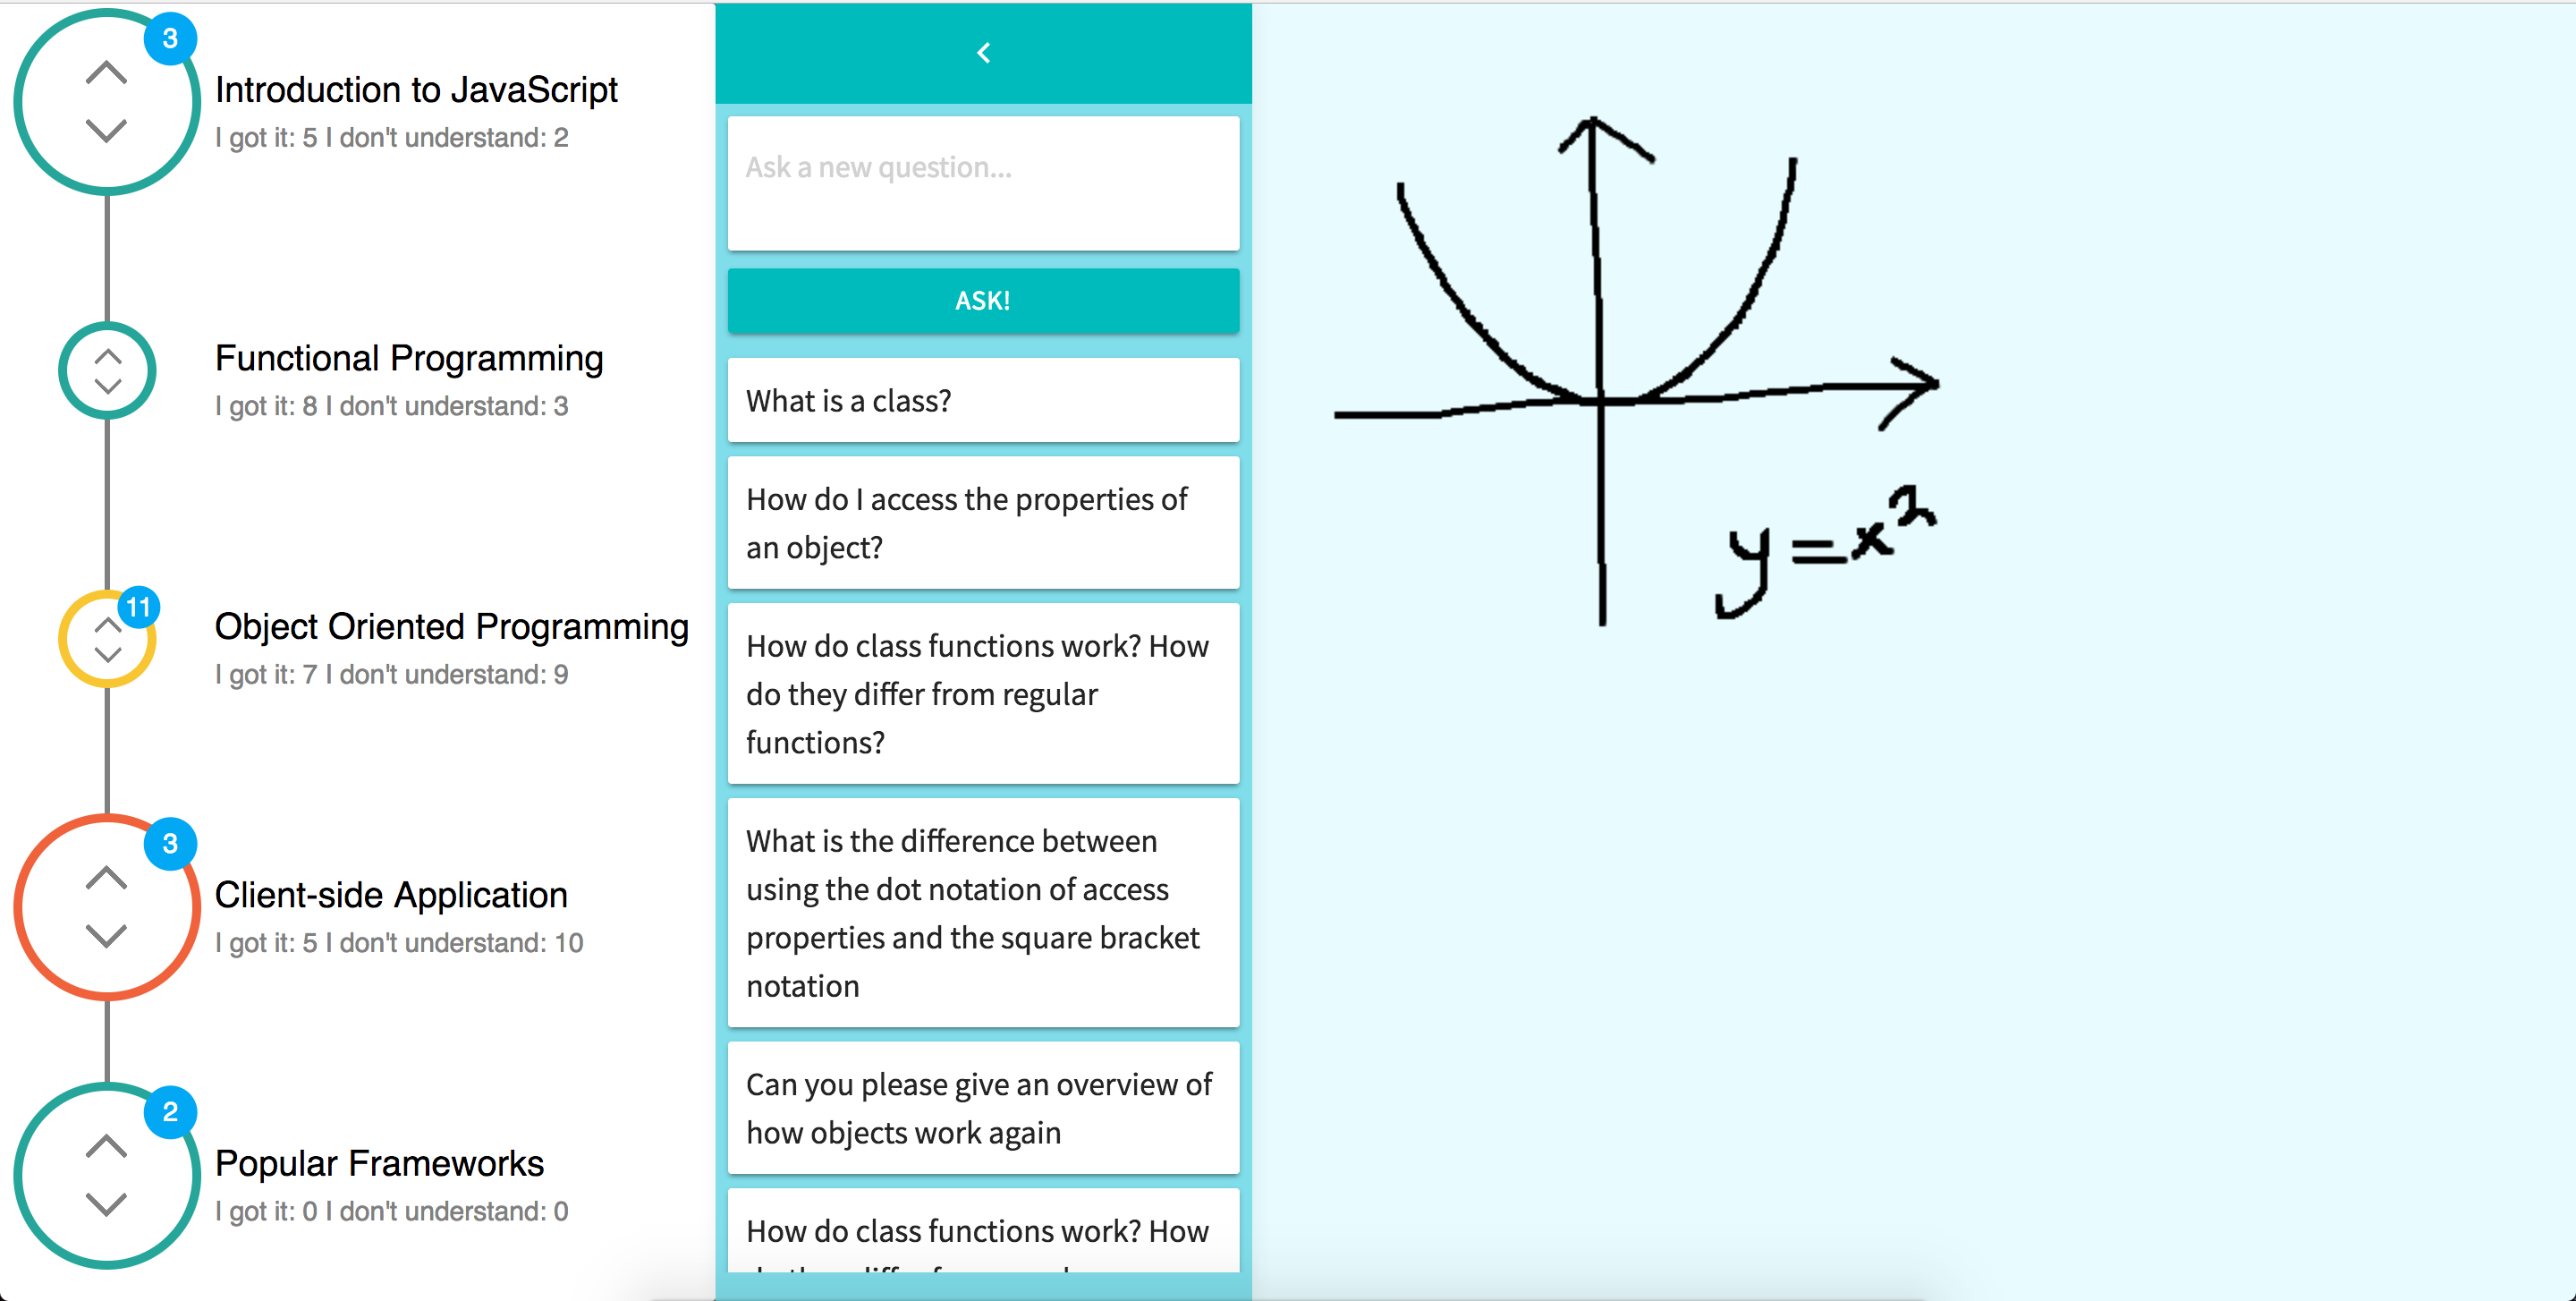 3
Introduction to JavaScript
I got it: 5 I don't understand: 2
Functional Programming
I got it: 8 I don't understand: 3
11
Object Oriented Programming
I got it: 7 I don't understand: 9
3
Client-side Application
I got it: 5 I don't understand: 10
2
Popular Frameworks
I got it: 0 I don't understand: 0
Ask a new question...
ASK!
What is a class?
How do I access the properties of
an object?
How do class functions work? How
do they differ from regular
functions?
What is the difference between
using the dot notation of access
properties and the square bracket
notation
Can you please give an overview of
how objects work again
How do class functions work? How
y = x²